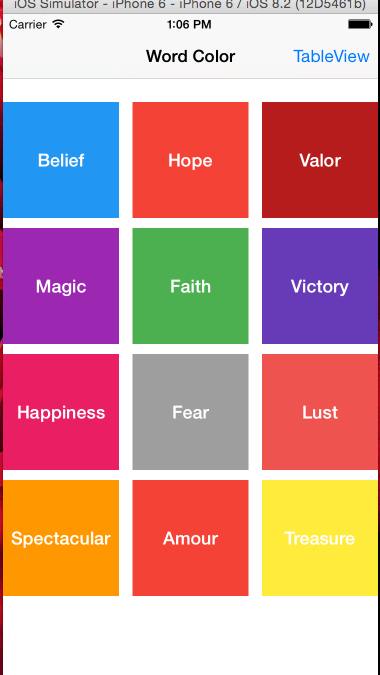 iOS Simulator - iPhone 6 - iPhone 6 / iOS 8.2 (12D5461b)
Carrier 1:06 PM
Word Color TableView
Belief Hope Valor
Magic Faith Victory
Happiness Fear Lust
Spectacular Amour Treasure